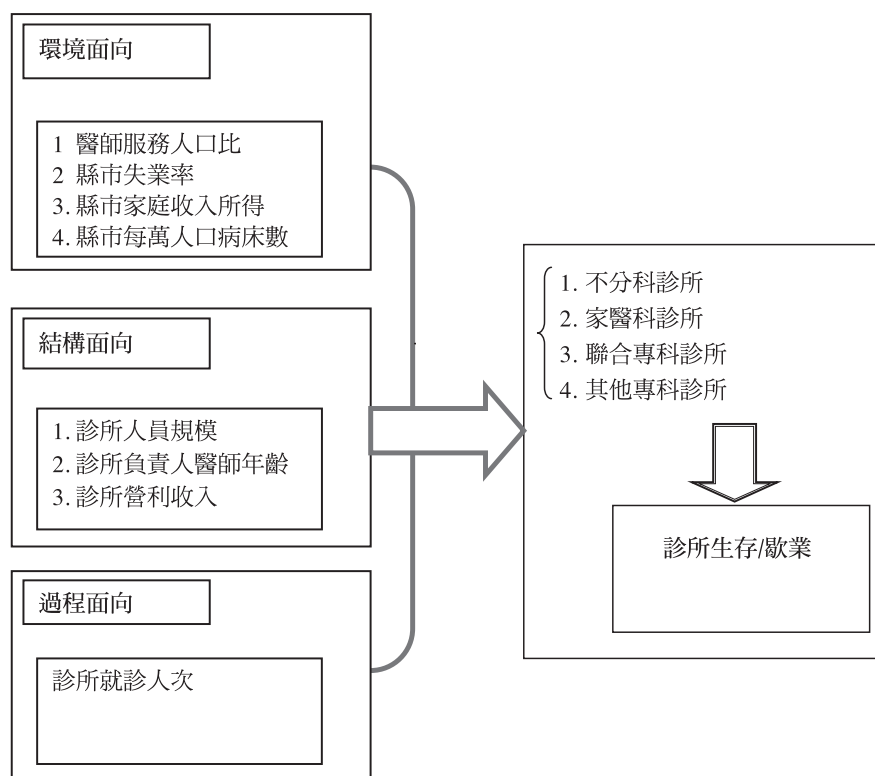 環境面向
1 醫師服務人口比
2 縣市失業率
3. 縣市家庭收入所得
4. 縣市每萬人口病床數
結構面向
1. 診所人員規模
2. 診所負責人醫師年齡
3. 診所營利收入
過程面向
診所就診人次
1. 不分科診所
2. 家醫科診所
3. 聯合專科診所
4. 其他專科診所
診所生存/歇業